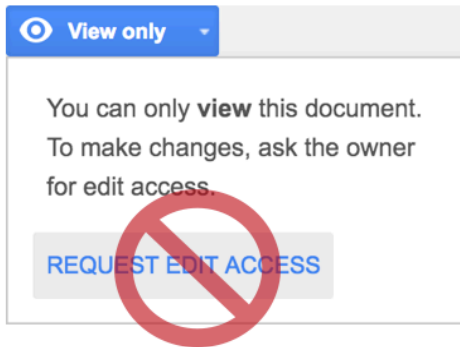 View only
You can only view this document.
To make changes, ask the owner
for edit access.
REQUEST EDIT ACCESS